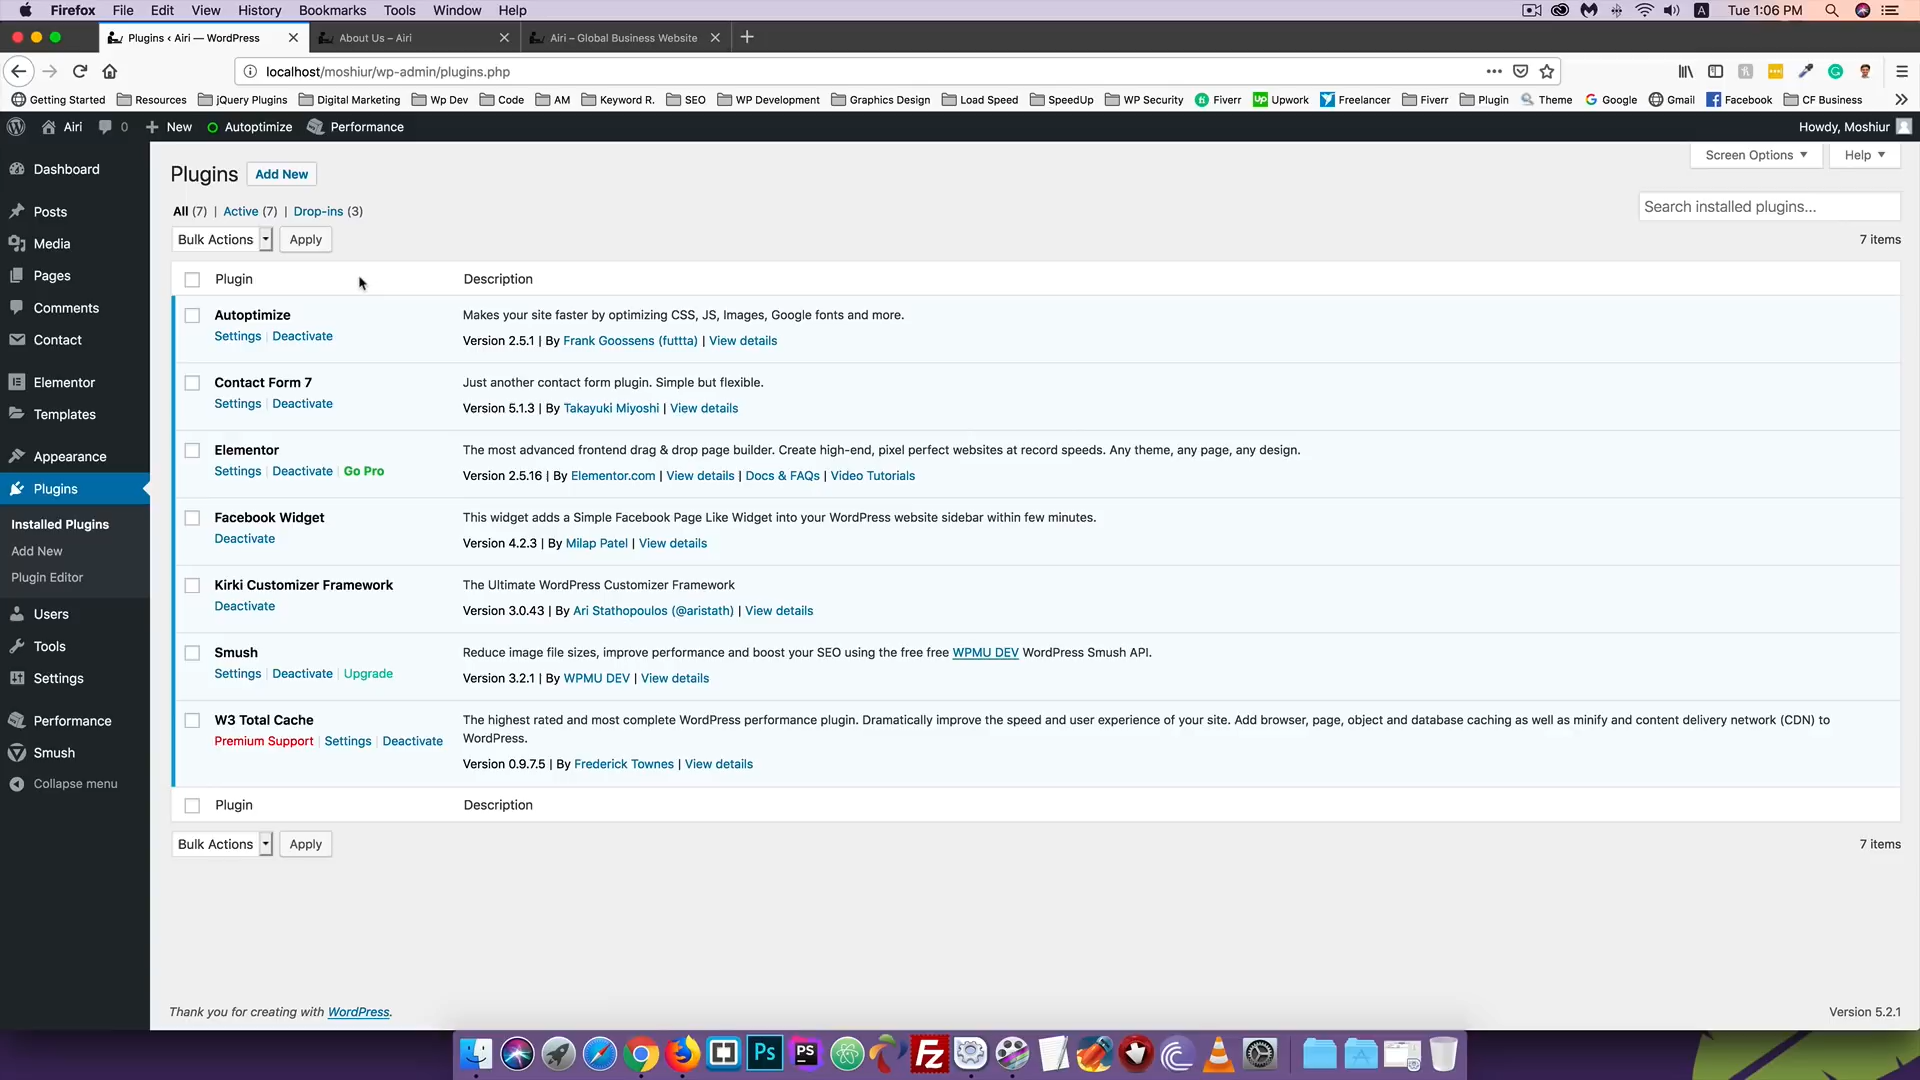 Firefox File Edit View History Bookmarks Tools Window Help
Tue 1:06 PM
Plugins ‹ Airi — WordPress
About Us – Airi
Airi – Global Business Website
localhost/moshiur/wp-admin/plugins.php
Getting Started Resources jQuery Plugins Digital Marketing Wp Dev Code AM Keyword R. SEO WP Development Graphics Design Load Speed SpeedUp WP Security Fiverr Upwork Freelancer Fiverr Plugin Theme Google Gmail Facebook CF Business
Airi 0 New Autoptimize Performance
Howdy, Moshiur
Dashboard
Posts
Media
Pages
Comments
Contact
Elementor
Templates
Appearance
Plugins
Installed Plugins
Add New
Plugin Editor
Users
Tools
Settings
Performance
Smush
Collapse menu
Screen Options Help
Plugins Add New
All (7) | Active (7) | Drop-ins (3)
Search installed plugins...
Bulk Actions Apply
7 items
Plugin Description
Autoptimize
Settings | Deactivate
Makes your site faster by optimizing CSS, JS, Images, Google fonts and more.
Version 2.5.1 | By Frank Goossens (futtta) | View details
Contact Form 7
Settings | Deactivate
Just another contact form plugin. Simple but flexible.
Version 5.1.3 | By Takayuki Miyoshi | View details
Elementor
Settings | Deactivate | Go Pro
The most advanced frontend drag & drop page builder. Create high-end, pixel perfect websites at record speeds. Any theme, any page, any design.
Version 2.5.16 | By Elementor.com | View details | Docs & FAQs | Video Tutorials
Facebook Widget
Deactivate
This widget adds a Simple Facebook Page Like Widget into your WordPress website sidebar within few minutes.
Version 4.2.3 | By Milap Patel | View details
Kirki Customizer Framework
Deactivate
The Ultimate WordPress Customizer Framework
Version 3.0.43 | By Ari Stathopoulos (@aristath) | View details
Smush
Settings | Deactivate | Upgrade
Reduce image file sizes, improve performance and boost your SEO using the free free WPMU DEV WordPress Smush API.
Version 3.2.1 | By WPMU DEV | View details
W3 Total Cache
Premium Support | Settings | Deactivate
The highest rated and most complete WordPress performance plugin. Dramatically improve the speed and user experience of your site. Add browser, page, object and database caching as well as minify and content delivery network (CDN) to
WordPress.
Version 0.9.7.5 | By Frederick Townes | View details
Plugin Description
Bulk Actions Apply
7 items
Thank you for creating with WordPress.
Version 5.2.1
Ps PS FZ